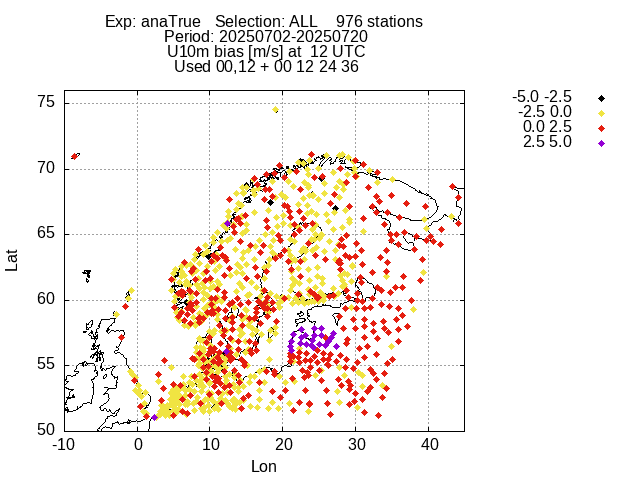 Exp: anaTrue Selection: ALL 976 stations
Period: 20250702-20250720
U10m bias [m/s] at 12 UTC
Used 00,12 + 00 12 24 36
-5.0 -2.5
-2.5 0.0
0.0 2.5
2.5 5.0
75
70
65
60
55
50
Lat
-10 0 10 20 30 40
Lon